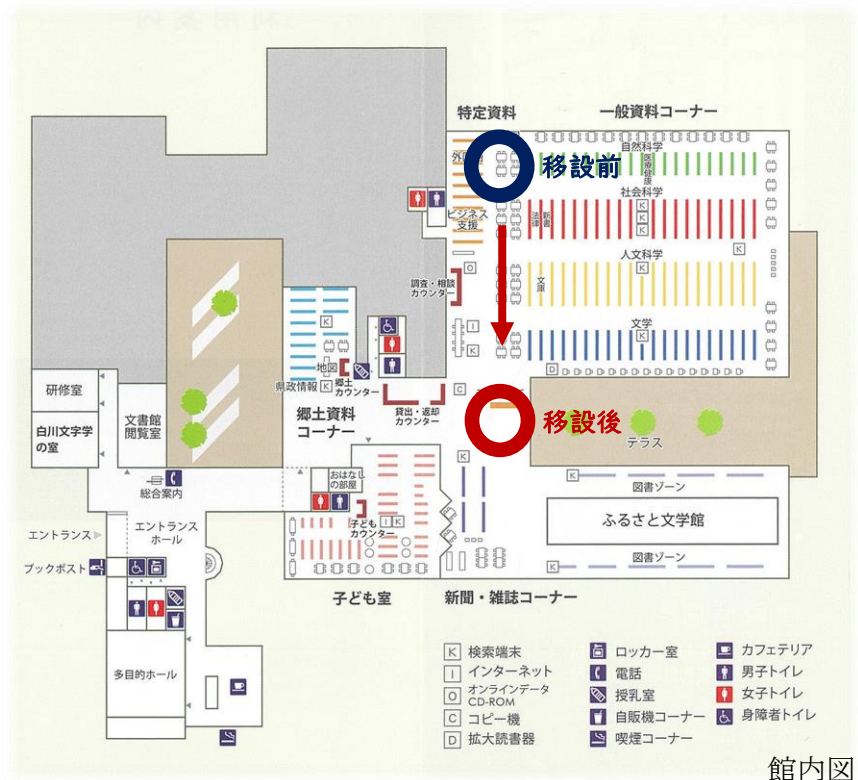 特定資料
一般資料コーナー
自然科学
外
移設前
医療健康
社会科学
ビジネス
支援
法律
新書
K
K
K
K
人文科学
O
K
調査・相談
カウンター
文庫
I
文学
K
K
K
地図
郷土
カウンター
D
県政情報
K
研修室
C
貸出・返却
カウンター
郷土資料
コーナー
文書館
閲覧室
白川文字学
の室
移設後
テラス
K
おはなし
の部屋
K
図書ゾーン
総合案内
子ども
カウンター
I K
ふるさと文学館
エントランス
エントランス
ホール
図書ゾーン
K
ブックポスト
子ども室
新聞・雑誌コーナー
多目的ホール
K 検索端末
I インターネット
O オンラインデータ
CD-ROM
C コピー機
D 拡大読書器
ロッカー室
電話
授乳室
自販機コーナー
喫煙コーナー
カフェテリア
男子トイレ
女子トイレ
身障者トイレ
館内図